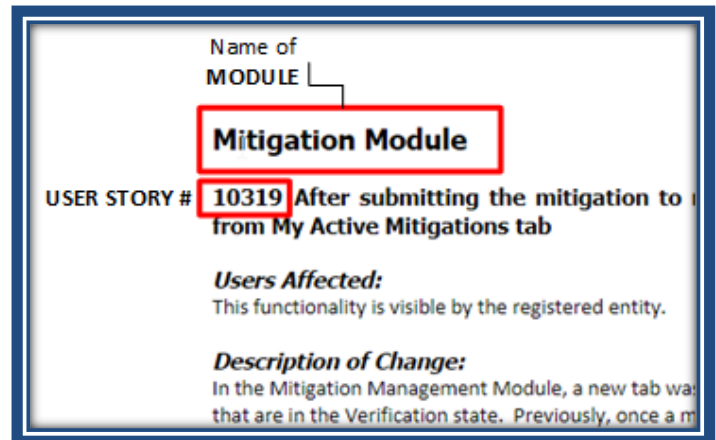 Name of
MODULE
Mitigation Module
USER STORY # 10319 After submitting the mitigation to
from My Active Mitigations tab
Users Affected:
This functionality is visible by the registered entity.
Description of Change:
In the Mitigation Management Module, a new tab was
that are in the Verification state. Previously, once a m